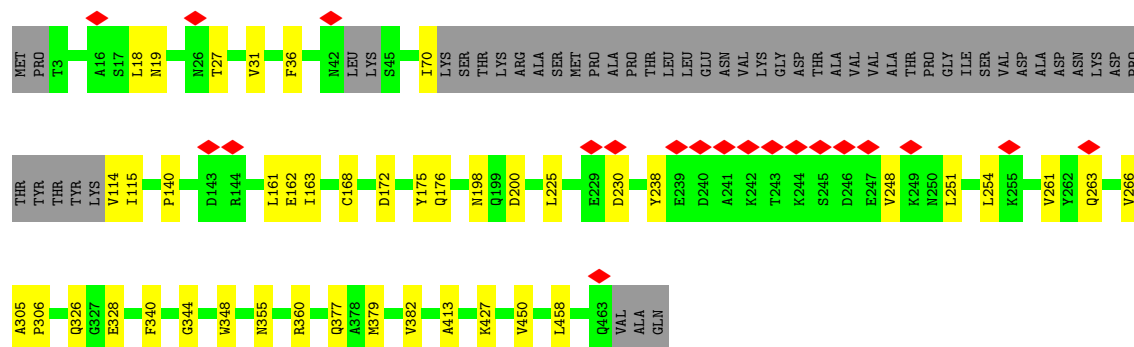 MET PRO T3 A16 S17 L18 N19 N26 T27 V31 F36 N42 LEU LYS S45 I70 LYS SER THR LYS ARG ALA SER MET PRO ALA PRO THR LEU LEU GLU ASN VAL LYS GLY ASP THR ALA VAL VAL ALA THR PRO GLY ILE SER VAL ASP ALA ASP ASN LYS ASP PRO
THR TYR THR TYR LYS V114 I115 P140 D143 R144 L161 E162 I163 C168 D172 Y175 Q176 N198 Q199 D200 L225 E229 D230 Y238 E239 D240 A241 K242 T243 K244 S245 D246 E247 V248 K249 N250 L251 L254 K255 V261 Y262 Q263 V266
A305 P306 Q326 G327 E328 F340 G344 W348 N355 R360 Q377 A378 M379 V382 A413 K427 V450 L458 Q463 VAL ALA GLN